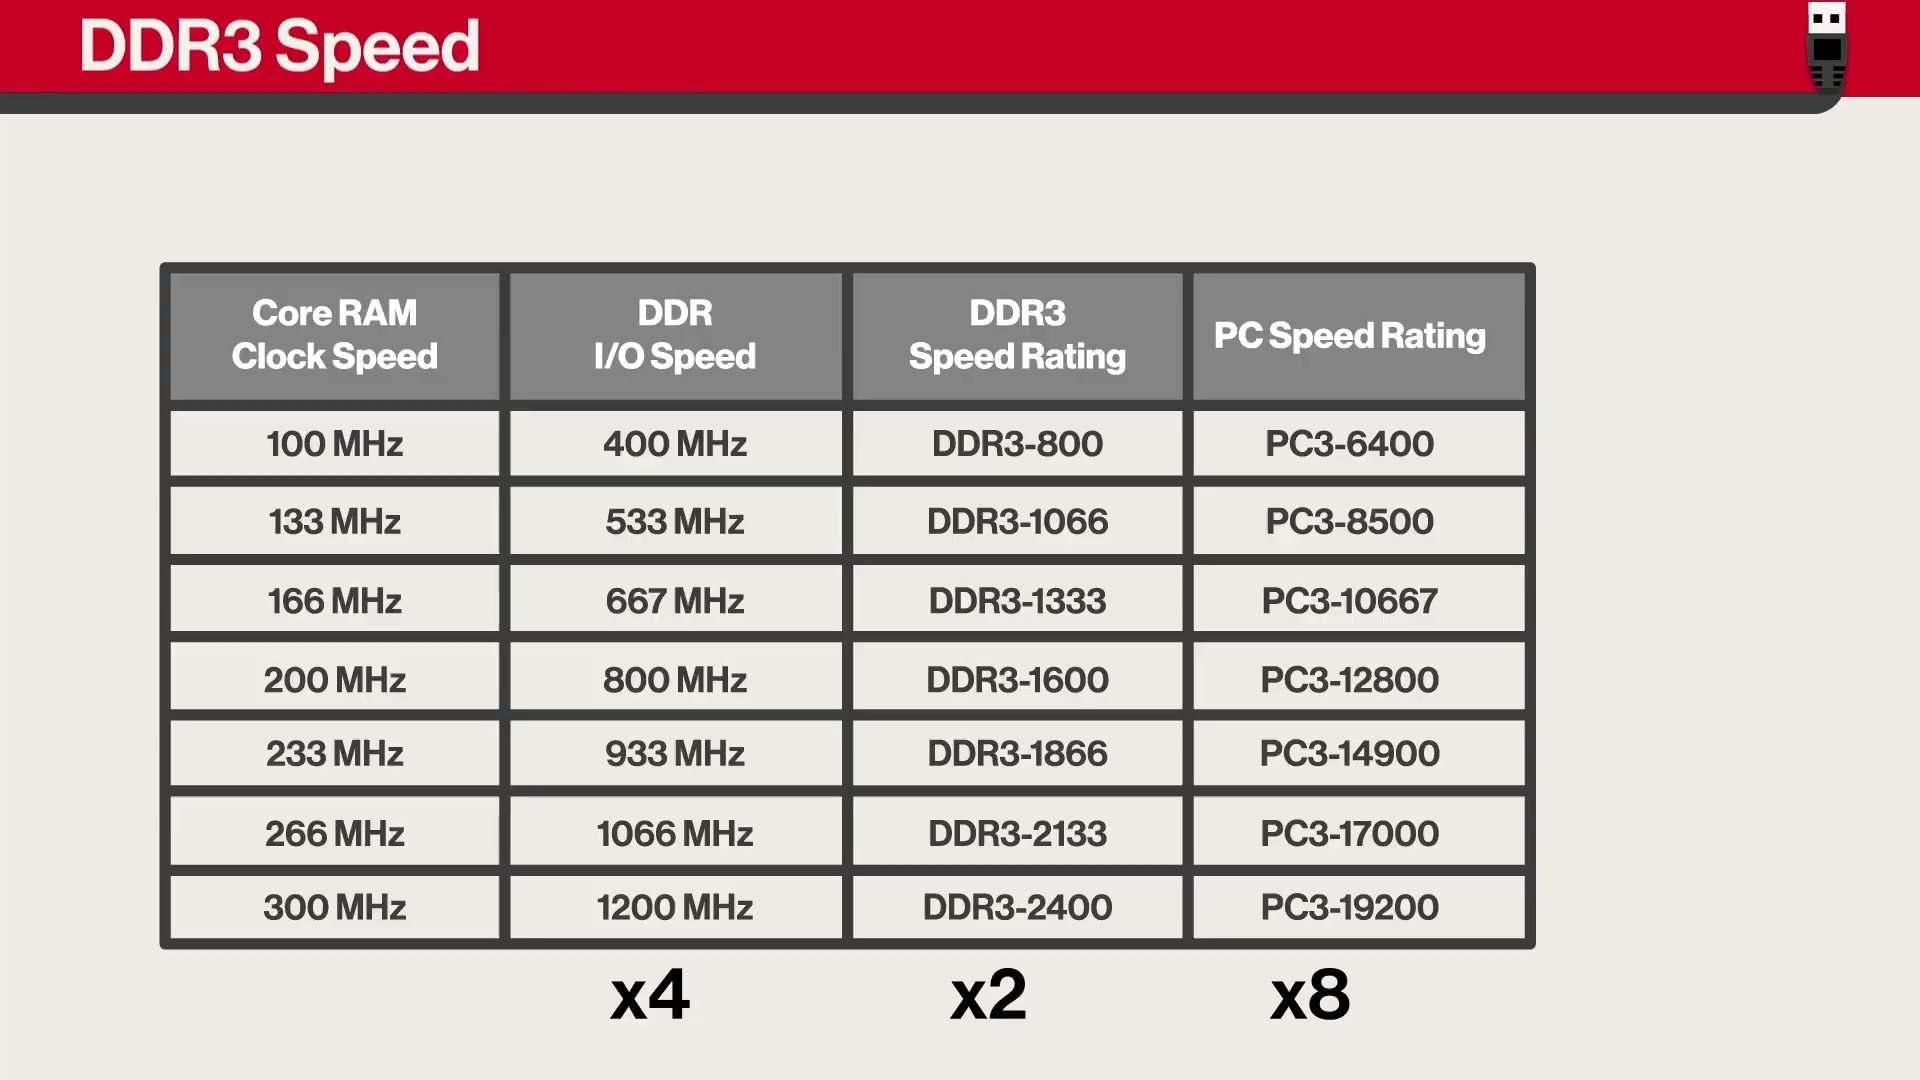 DDR3 Speed
Core RAM Clock Speed | DDR I/O Speed | DDR3 Speed Rating | PC Speed Rating
100 MHz | 400 MHz | DDR3-800 | PC3-6400
133 MHz | 533 MHz | DDR3-1066 | PC3-8500
166 MHz | 667 MHz | DDR3-1333 | PC3-10667
200 MHz | 800 MHz | DDR3-1600 | PC3-12800
233 MHz | 933 MHz | DDR3-1866 | PC3-14900
266 MHz | 1066 MHz | DDR3-2133 | PC3-17000
300 MHz | 1200 MHz | DDR3-2400 | PC3-19200
x4 | x2 | x8